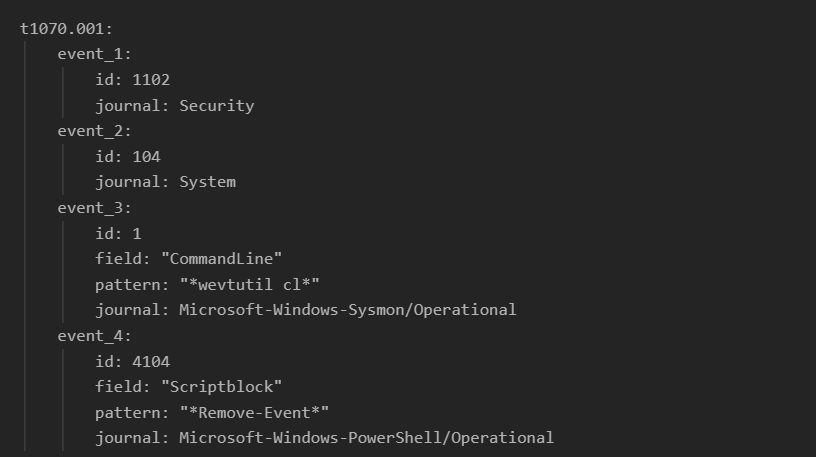 t1070.001:
event_1:
id: 1102
journal: Security
event_2:
id: 104
journal: System
event_3:
id: 1
field: "CommandLine"
pattern: "*wevtutil cl*"
journal: Microsoft-Windows-Sysmon/Operational
event_4:
id: 4104
field: "Scriptblock"
pattern: "*Remove-Event*"
journal: Microsoft-Windows-PowerShell/Operational